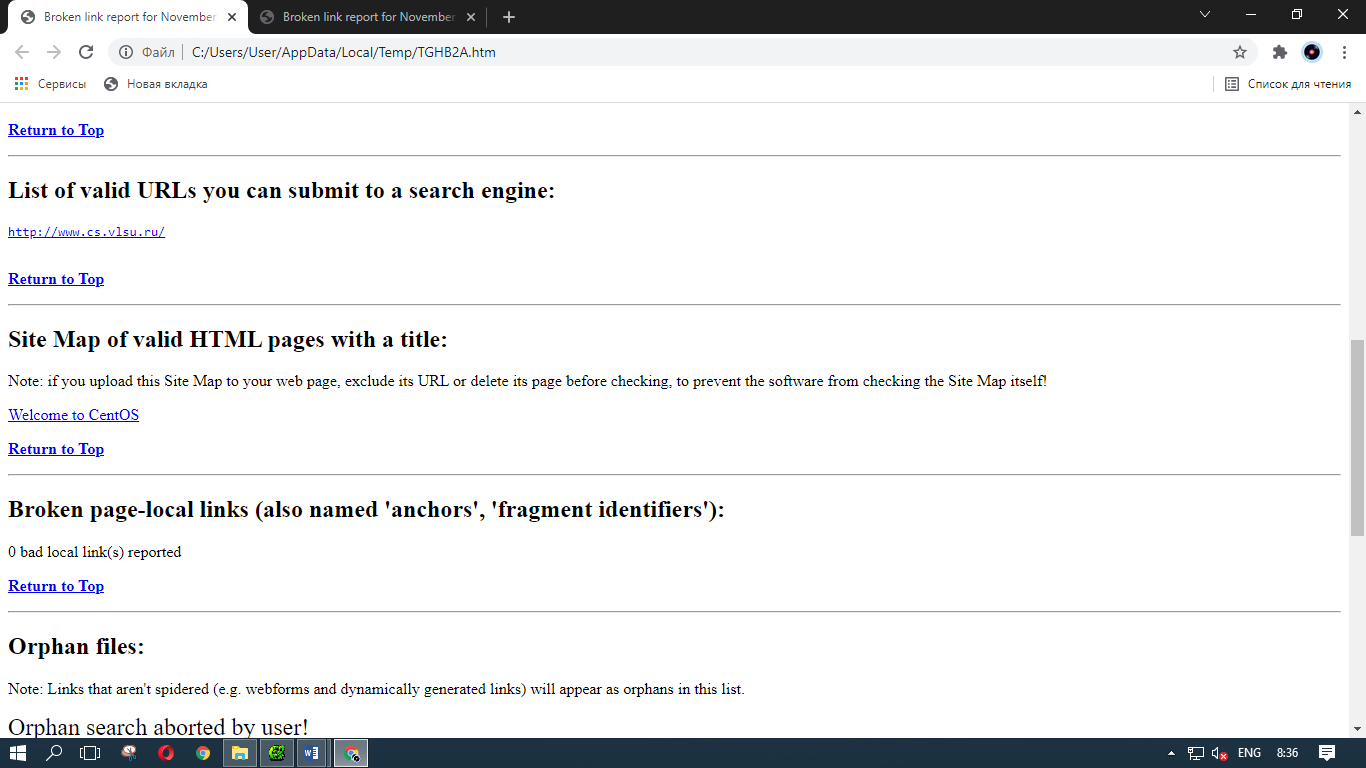 Broken link report for November
Broken link report for November
Файл
C:/Users/User/AppData/Local/Temp/TGHB2A.htm
Сервисы
Новая вкладка
Список для чтения
Return to Top
List of valid URLs you can submit to a search engine:
http://www.cs.vlsu.ru/
Return to Top
Site Map of valid HTML pages with a title:
Note: if you upload this Site Map to your web page, exclude its URL or delete its page before checking, to prevent the software from checking the Site Map itself!
Welcome to CentOS
Return to Top
Broken page-local links (also named 'anchors', 'fragment identifiers'):
0 bad local link(s) reported
Return to Top
Orphan files:
Note: Links that aren't spidered (e.g. webforms and dynamically generated links) will appear as orphans in this list.
Orphan search aborted by user!
ENG
8:36